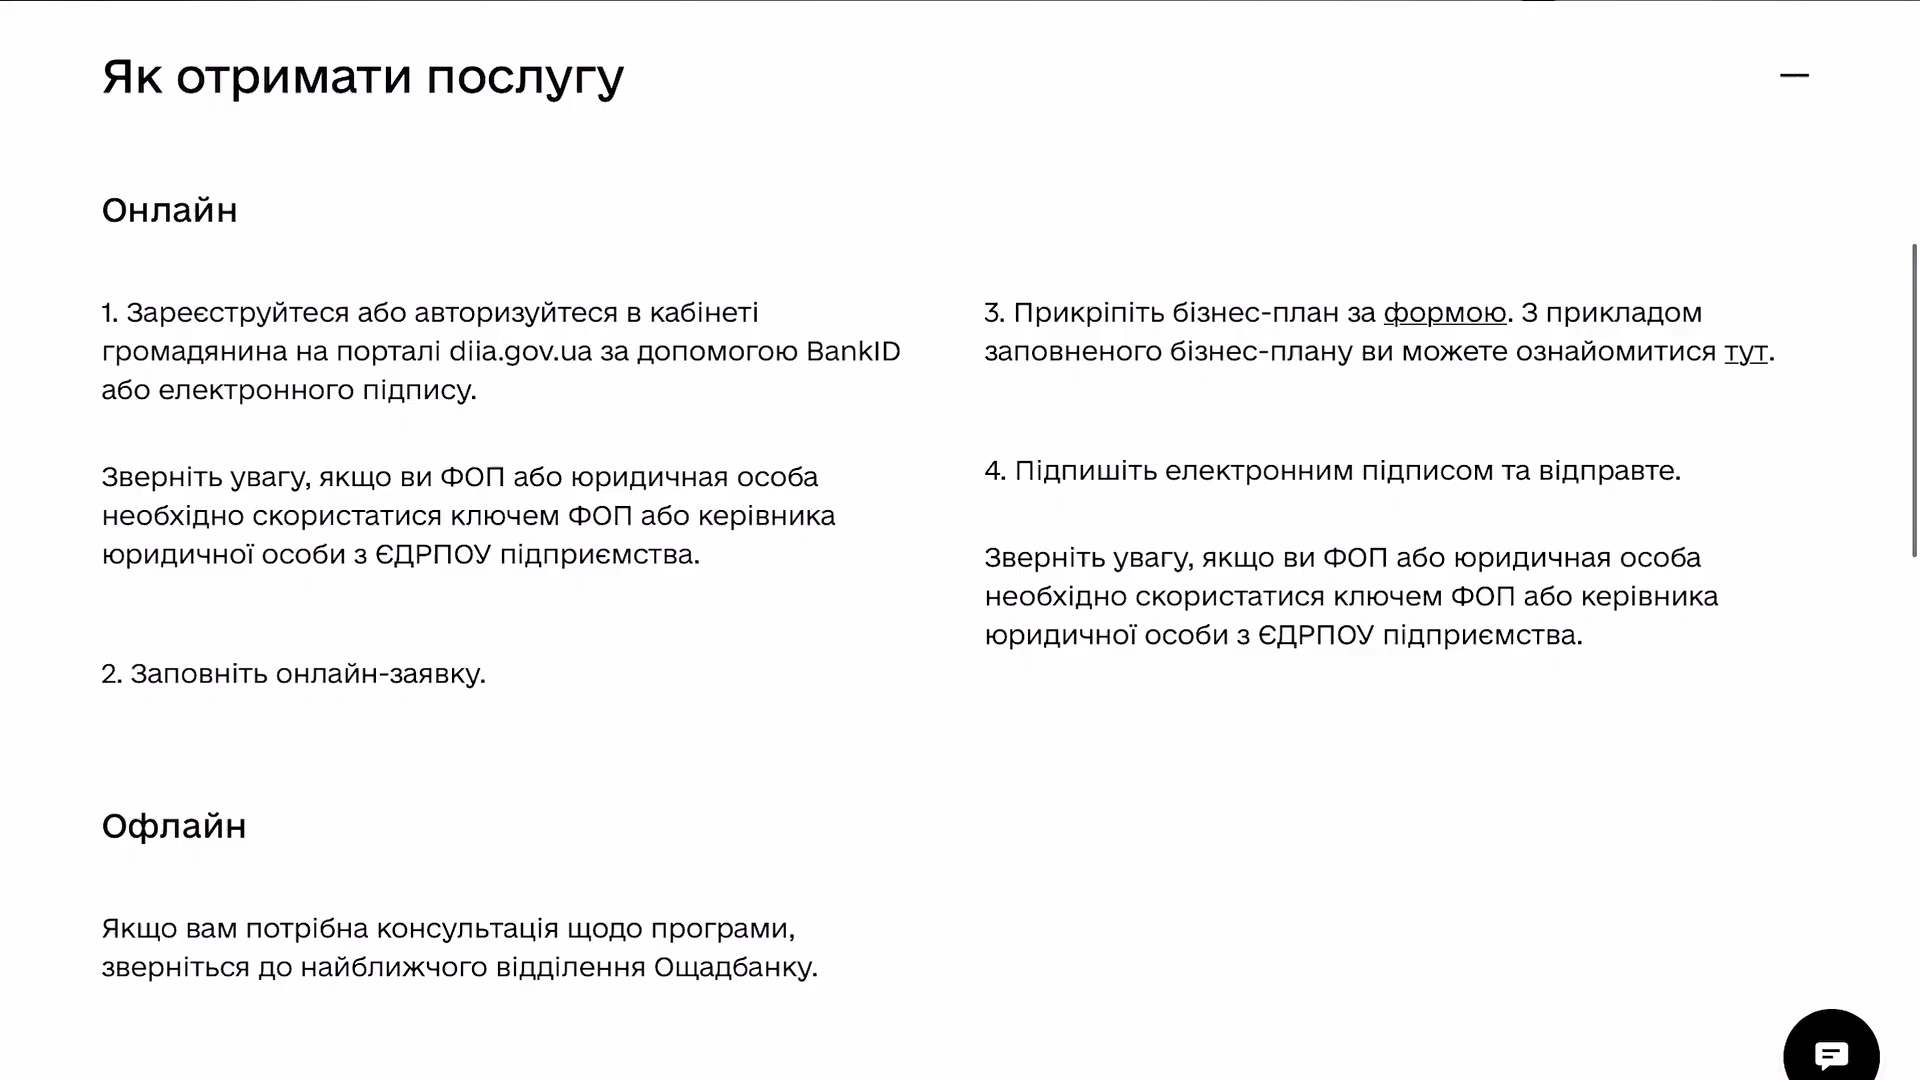 Як отримати послугу
Онлайн
1. Зареєструйтеся або авторизуйтеся в кабінеті
громадянина на порталі diia.gov.ua за допомогою BankID
або електронного підпису.
Зверніть увагу, якщо ви ФОП або юридичная особа
необхідно скористатися ключем ФОП або керівника
юридичної особи з ЄДРПОУ підприємства.
2. Заповніть онлайн-заявку.
3. Прикріпіть бізнес-план за формою. З прикладом
заповненого бізнес-плану ви можете ознайомитися тут.
4. Підпишіть електронним підписом та відправте.
Зверніть увагу, якщо ви ФОП або юридичная особа
необхідно скористатися ключем ФОП або керівника
юридичної особи з ЄДРПОУ підприємства.
Офлайн
Якщо вам потрібна консультація щодо програми,
зверніться до найближчого відділення Ощадбанку.